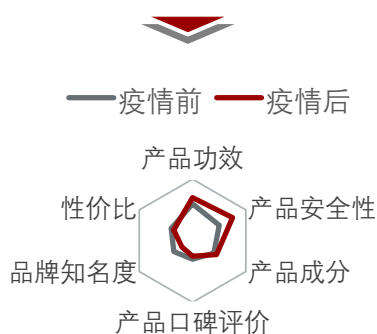 疫情前 疫情后
产品功效
性价比 产品安全性
品牌知名度 产品成分
产品口碑评价